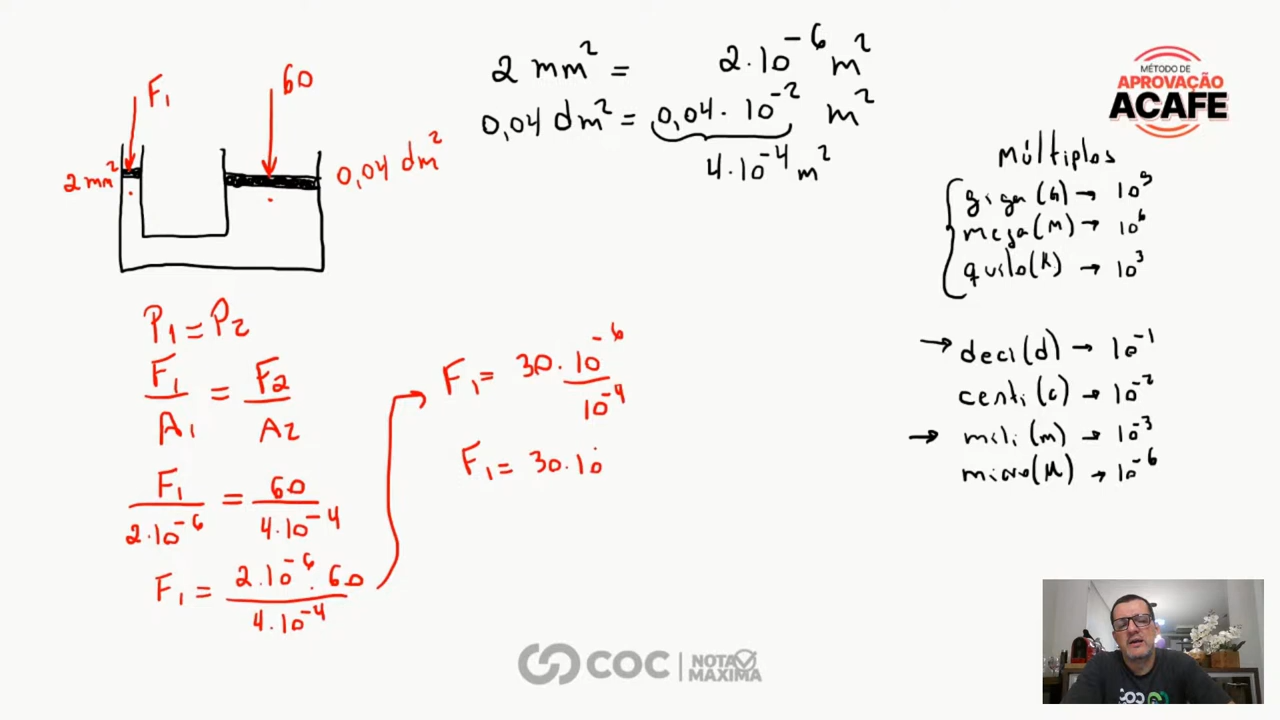 2 mm² = 2·10⁻⁶ m²
0,04 dm² = 0,04·10⁻² m²
4·10⁻⁴ m²
F₁
60
2 mm²
0,04 dm²
P₁ = P₂
F₁/A₁ = F₂/A₂
F₁/2·10⁻⁶ = 60/4·10⁻⁴
F₁ = 2·10⁻⁶·60/4·10⁻⁴
F₁ = 30·10⁻⁶/10⁻⁴
F₁ = 30·10
MÉTODO DE
APROVAÇÃO
ACAFE
Múltiplos
giga (G) → 10⁹
mega (M) → 10⁶
quilo (K) → 10³
→ deci (d) → 10⁻¹
centi (c) → 10⁻²
→ mili (m) → 10⁻³
micro (μ) → 10⁻⁶
COC
NOTA
MÁXIMA
COC